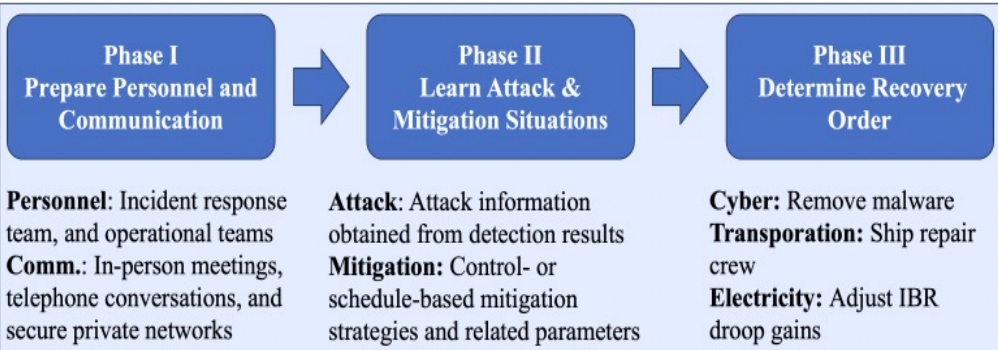 Phase I
Prepare Personnel and
Communication
Phase II
Learn Attack &
Mitigation Situations
Phase III
Determine Recovery
Order
Personnel: Incident response
team, and operational teams
Comm.: In-person meetings,
telephone conversations, and
secure private networks
Attack: Attack information
obtained from detection results
Mitigation: Control- or
schedule-based mitigation
strategies and related parameters
Cyber: Remove malware
Transporation: Ship repair
crew
Electricity: Adjust IBR
droop gains